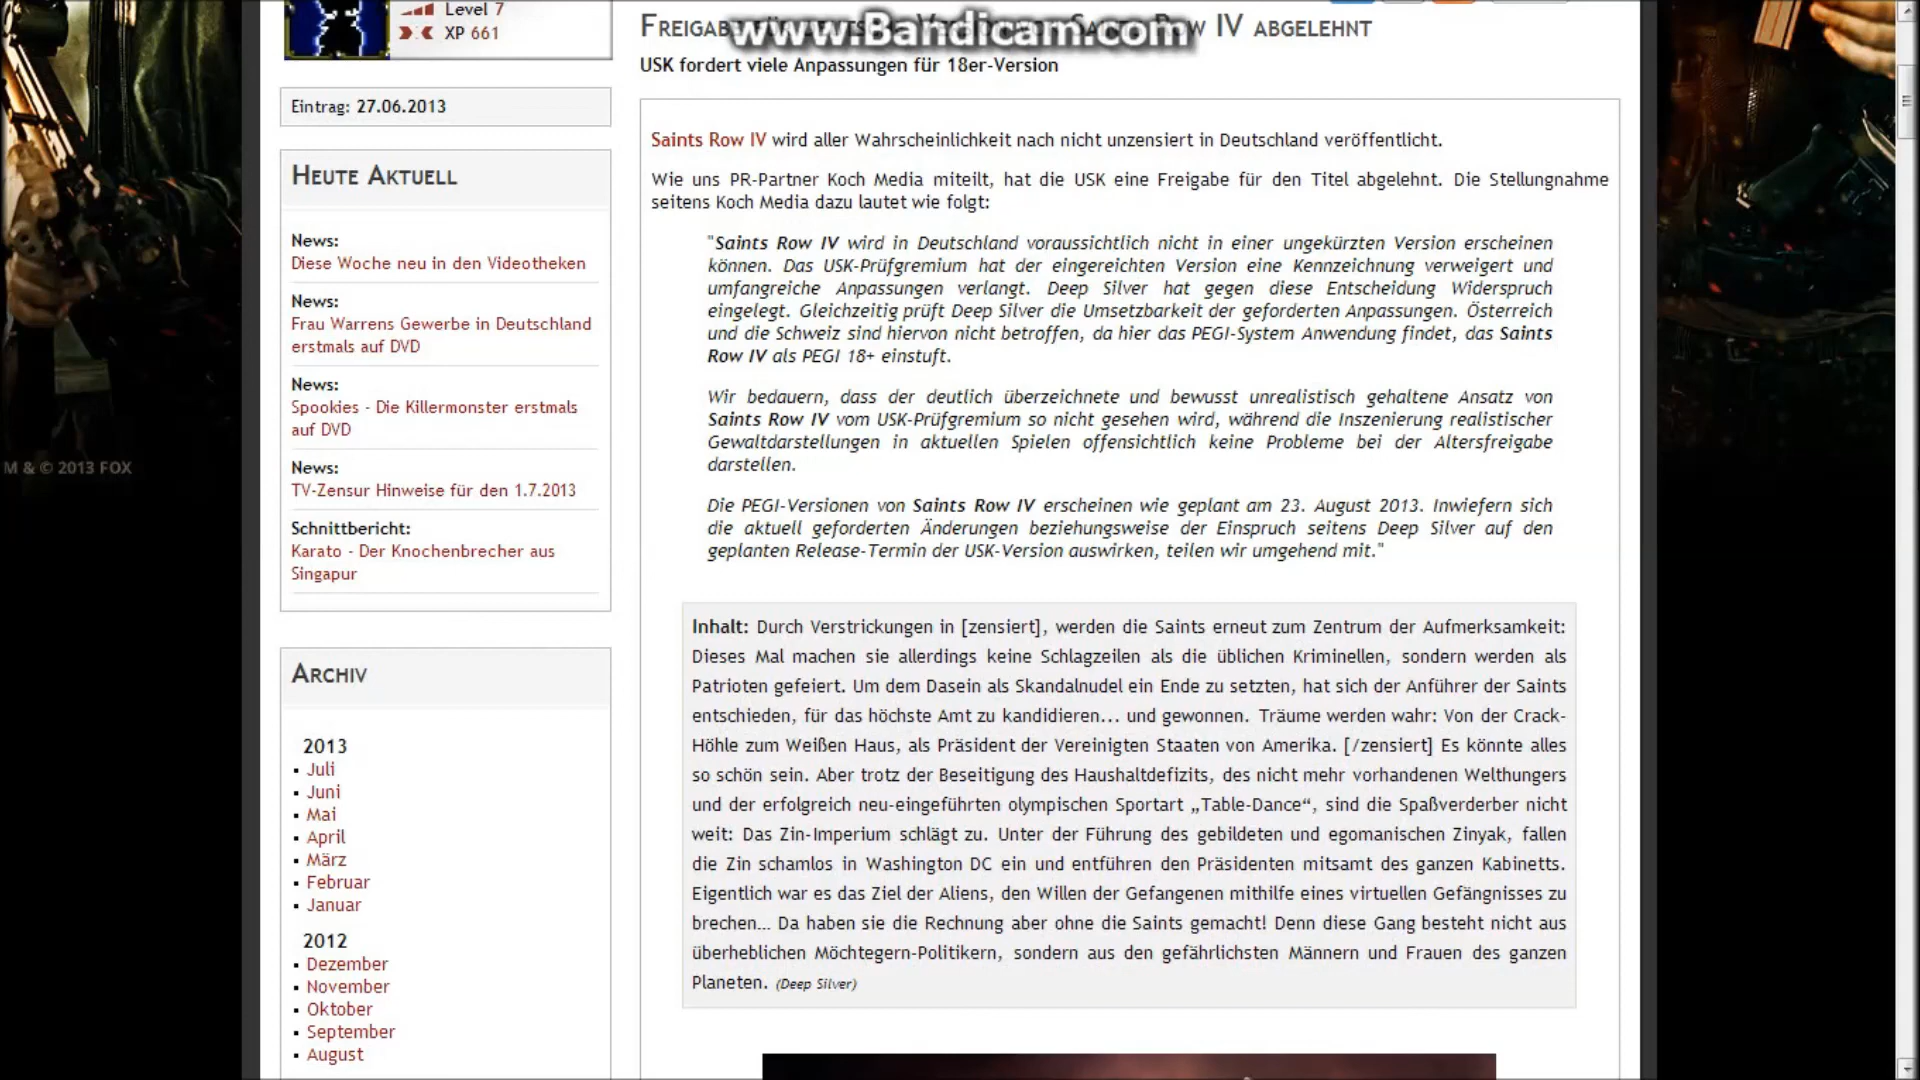 Level 7
XP 661
Eintrag: 27.06.2013
Heute Aktuell
News:
Diese Woche neu in den Videotheken
News:
Frau Warrens Gewerbe in Deutschland
erstmals auf DVD
News:
Spookies - Die Killermonster erstmals
auf DVD
News:
TV-Zensur Hinweise für den 1.7.2013
Schnittbericht:
Karato - Der Knochenbrecher aus
Singapur
Archiv
2013
Juli
Juni
Mai
April
März
Februar
Januar
2012
Dezember
November
Oktober
September
August
M & © 2013 FOX
www.Bandicam.com
Row IV abgelehnt
USK fordert viele Anpassungen für 18er-Version
Saints Row IV wird aller Wahrscheinlichkeit nach nicht unzensiert in Deutschland veröffentlicht.
Wie uns PR-Partner Koch Media miteilt, hat die USK eine Freigabe für den Titel abgelehnt. Die Stellungnahme
seitens Koch Media dazu lautet wie folgt:
"Saints Row IV wird in Deutschland voraussichtlich nicht in einer ungekürzten Version erscheinen
können. Das USK-Prüfgremium hat der eingereichten Version eine Kennzeichnung verweigert und
umfangreiche Anpassungen verlangt. Deep Silver hat gegen diese Entscheidung Widerspruch
eingelegt. Gleichzeitig prüft Deep Silver die Umsetzbarkeit der geforderten Anpassungen. Österreich
und die Schweiz sind hiervon nicht betroffen, da hier das PEGI-System Anwendung findet, das Saints
Row IV als PEGI 18+ einstuft.
Wir bedauern, dass der deutlich überzeichnete und bewusst unrealistisch gehaltene Ansatz von
Saints Row IV vom USK-Prüfgremium so nicht gesehen wird, während die Inszenierung realistischer
Gewaltdarstellungen in aktuellen Spielen offensichtlich keine Probleme bei der Altersfreigabe
darstellen.
Die PEGI-Versionen von Saints Row IV erscheinen wie geplant am 23. August 2013. Inwiefern sich
die aktuell geforderten Änderungen beziehungsweise der Einspruch seitens Deep Silver auf den
geplanten Release-Termin der USK-Version auswirken, teilen wir umgehend mit."
Inhalt: Durch Verstrickungen in [zensiert], werden die Saints erneut zum Zentrum der Aufmerksamkeit:
Dieses Mal machen sie allerdings keine Schlagzeilen als die üblichen Kriminellen, sondern werden als
Patrioten gefeiert. Um dem Dasein als Skandalnudel ein Ende zu setzten, hat sich der Anführer der Saints
entschieden, für das höchste Amt zu kandidieren... und gewonnen. Träume werden wahr: Von der Crack-
Höhle zum Weißen Haus, als Präsident der Vereinigten Staaten von Amerika. [/zensiert] Es könnte alles
so schön sein. Aber trotz der Beseitigung des Haushaltdefizits, des nicht mehr vorhandenen Welthungers
und der erfolgreich neu-eingeführten olympischen Sportart „Table-Dance“, sind die Spaßverderber nicht
weit: Das Zin-Imperium schlägt zu. Unter der Führung des gebildeten und egomanischen Zinyak, fallen
die Zin schamlos in Washington DC ein und entführen den Präsidenten mitsamt des ganzen Kabinetts.
Eigentlich war es das Ziel der Aliens, den Willen der Gefangenen mithilfe eines virtuellen Gefängnisses zu
brechen… Da haben sie die Rechnung aber ohne die Saints gemacht! Denn diese Gang besteht nicht aus
überheblichen Möchtegern-Politikern, sondern aus den gefährlichsten Männern und Frauen des ganzen
Planeten. (Deep Silver)